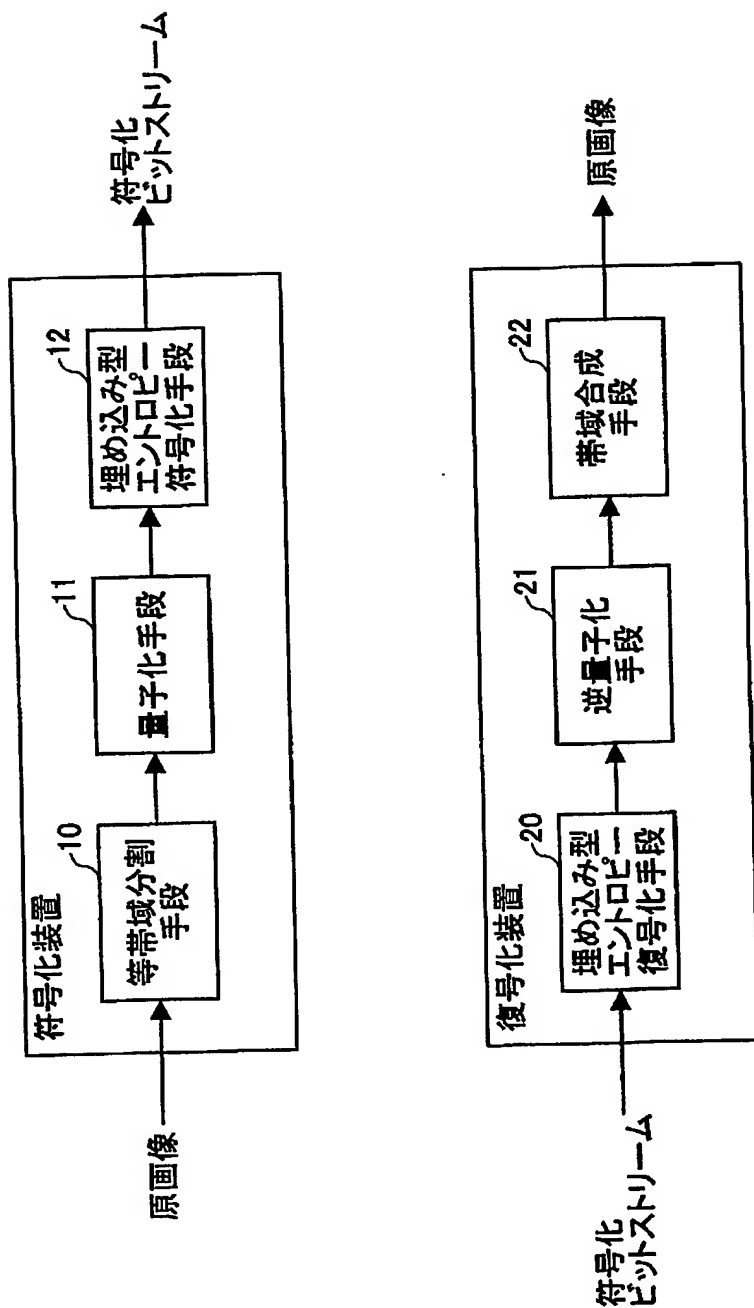 符号化装置
原画像
10
等帯域分割
手段
11
量子化手段
12
埋め込み型
エントロピー
符号化手段
符号化
ビットストリーム
復号化装置
符号化
ビットストリーム
20
埋め込み型
エントロピー
復号化手段
21
逆量子化
手段
22
帯域合成
手段
原画像